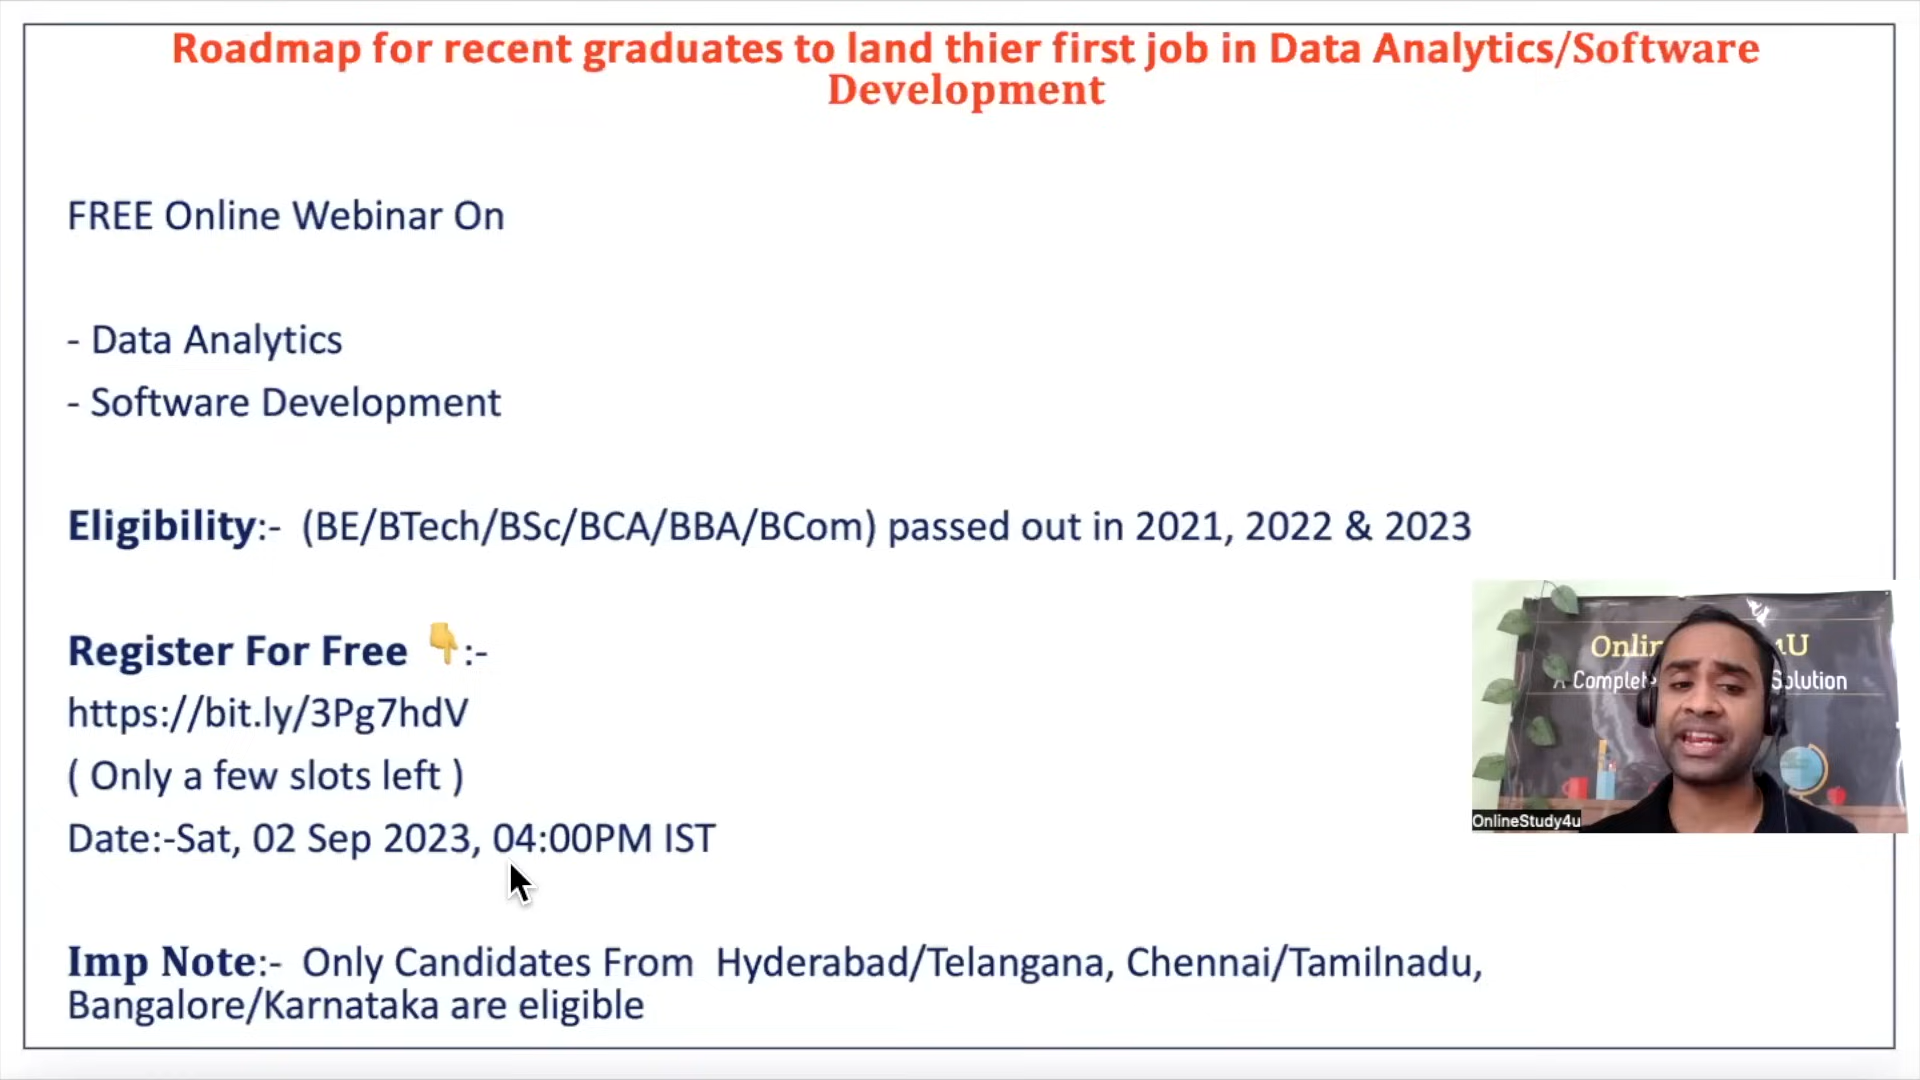 Roadmap for recent graduates to land thier first job in Data Analytics/Software
Development
FREE Online Webinar On
- Data Analytics
- Software Development
Eligibility:- (BE/BTech/BSc/BCA/BBA/BCom) passed out in 2021, 2022 & 2023
Register For Free 👇:-
https://bit.ly/3Pg7hdV
( Only a few slots left )
Date:-Sat, 02 Sep 2023, 04:00PM IST
Imp Note:- Only Candidates From Hyderabad/Telangana, Chennai/Tamilnadu,
Bangalore/Karnataka are eligible
A Solution
OnlineStudy4u